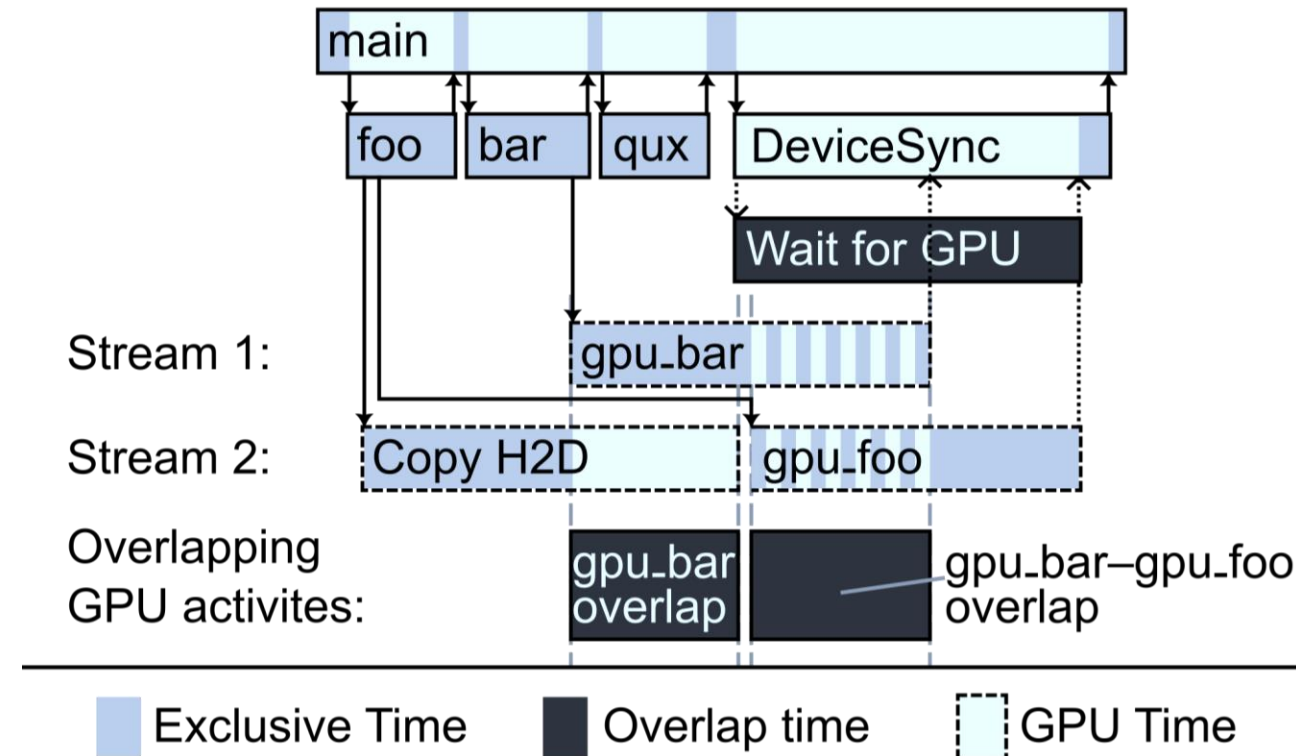 main
foo
bar
qux
DeviceSync
Wait for GPU
Stream 1:
gpu_bar
Stream 2:
Copy H2D
gpu_foo
Overlapping
GPU activites:
gpu_bar
overlap
gpu_bar–gpu_foo
overlap
Exclusive Time
Overlap time
GPU Time